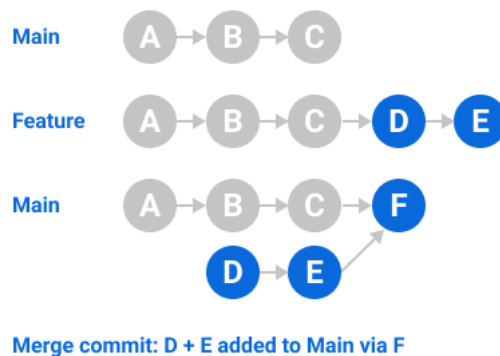 Main A B C
Feature A B C D E
Main A B C F
D E
Merge commit: D + E added to Main via F